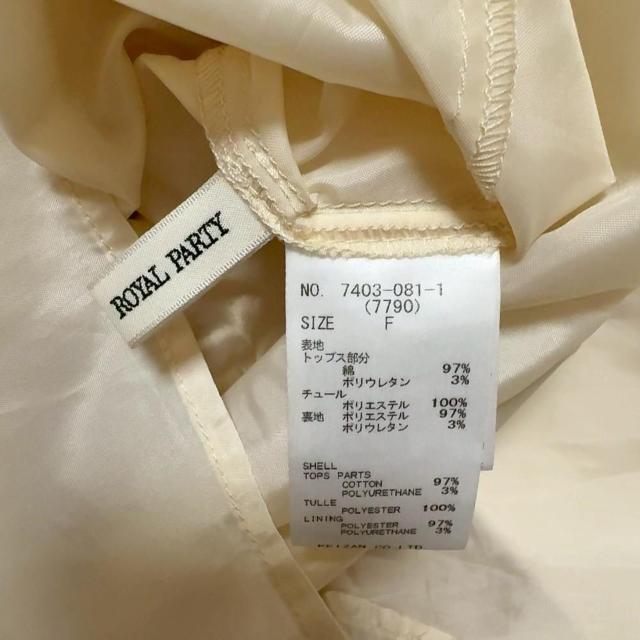 ROYAL PARTY
NO. 7403-081-1
(7790)
SIZE F
表地
トップス部分
綿 97%
ポリウレタン 3%
チュール
ポリエステル 100%
裏地 ポリエステル 97%
ポリウレタン 3%
SHELL
TOPS PARTS
COTTON 97%
POLYURETHANE 3%
TULLE
POLYESTER 100%
LINING
POLYESTER 97%
POLYURETHANE 3%
KEIZAN CO.LTD